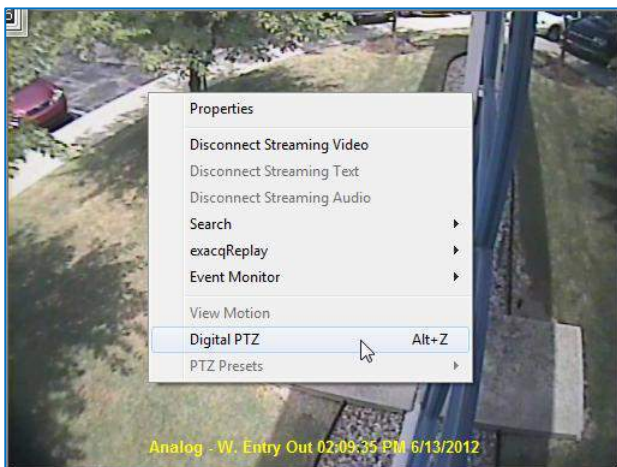 Properties
Disconnect Streaming Video
Disconnect Streaming Text
Disconnect Streaming Audio
Search
exacqReplay
Event Monitor
View Motion
Digital PTZ Alt+Z
PTZ Presets
Analog - W. Entry Out 02:09:35 PM 6/13/2012